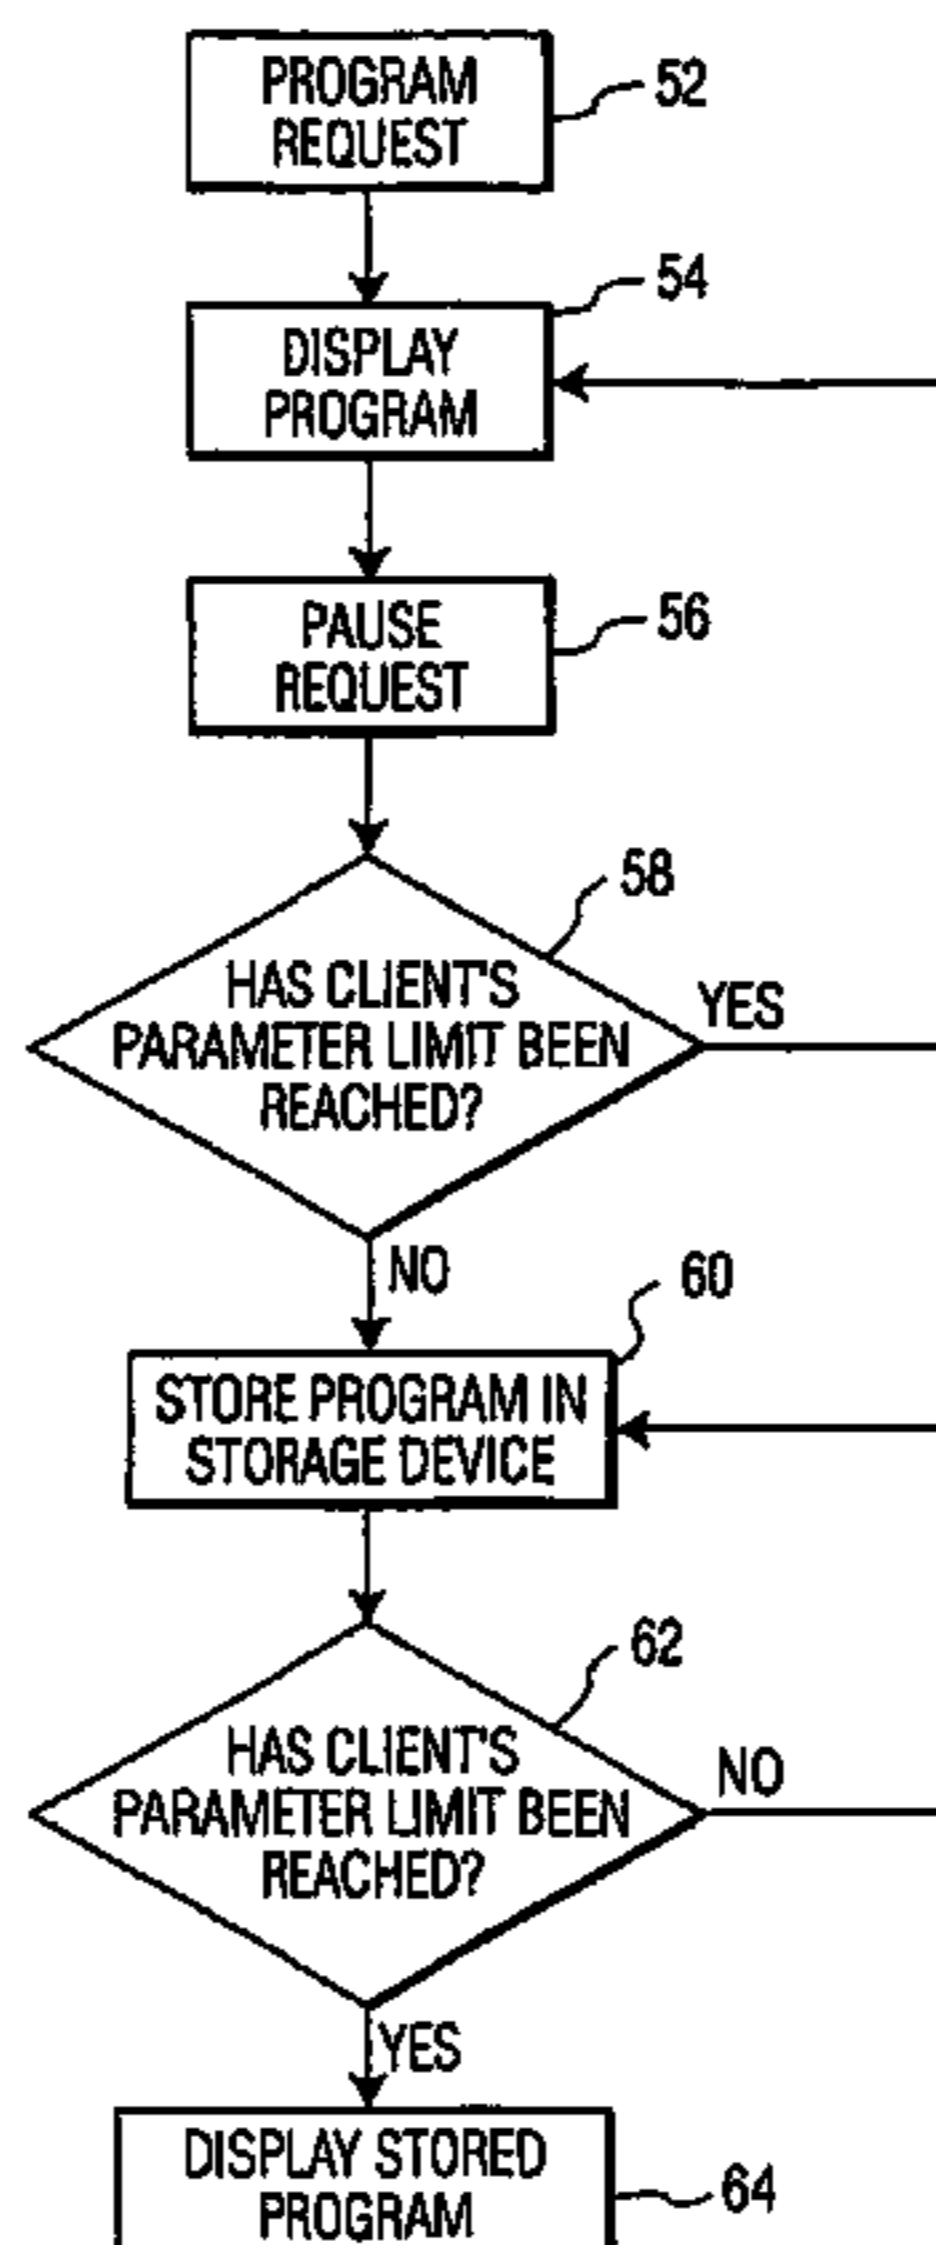 PROGRAM
REQUEST
52
54
DISPLAY
PROGRAM
PAUSE
REQUEST
56
58
HAS CLIENT'S
PARAMETER LIMIT BEEN
REACHED?
YES
NO
60
STORE PROGRAM IN
STORAGE DEVICE
62
HAS CLIENT'S
PARAMETER LIMIT BEEN
REACHED?
NO
YES
DISPLAY STORED
PROGRAM
64